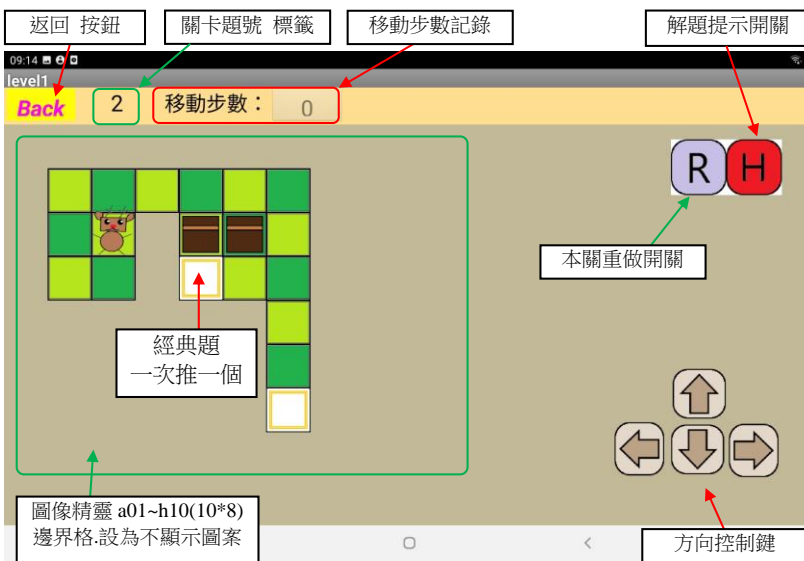 返回 按鈕
關卡題號 標籤
移動步數記錄
解題提示開關
09:14
level1
Back
2
移動步數：
0
R
H
本關重做開關
經典題
一次推一個
圖像精靈 a01~h10(10*8)
邊界格.設為不顯示圖案
方向控制鍵